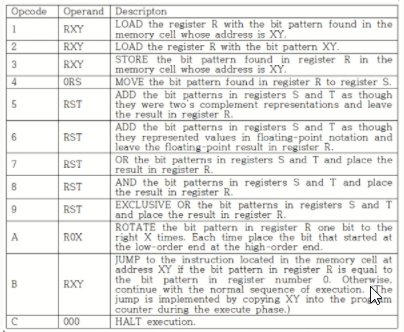 Opcode Operand Descripton
1 RXY LOAD the register R with the bit pattern found in the
memory cell whose address is XY.
2 RXY LOAD the register R with the bit pattern XY.
3 RXY STORE the bit pattern found in register R in the
memory cell whose address is XY.
4 0RS MOVE the bit pattern found in register R to register S.
5 RST ADD the bit patterns in registers S and T as though
they were two's complement representations and leave
the result in register R.
6 RST ADD the bit patterns in registers S and T as though
they represented values in floating-point notation and
leave the floating-point result in register R.
7 RST OR the bit patterns in registers S and T and place the
result in register R.
8 RST AND the bit patterns in registers S and T and place
the result in register R.
9 RST EXCLUSIVE OR the bit patterns in registers S and T
and place the result in register R.
A R0X ROTATE the bit pattern in register R one bit to the
right X times. Each time place the bit that started at
the low-order end at the high-order end.
B RXY JUMP to the instruction located in the memory cell at
address XY if the bit pattern in register R is equal to
the bit pattern in register number 0. Otherwise,
continue with the normal sequence of execution. (The
jump is implemented by copying XY into the program
counter during the execute phase.)
C 000 HALT execution.